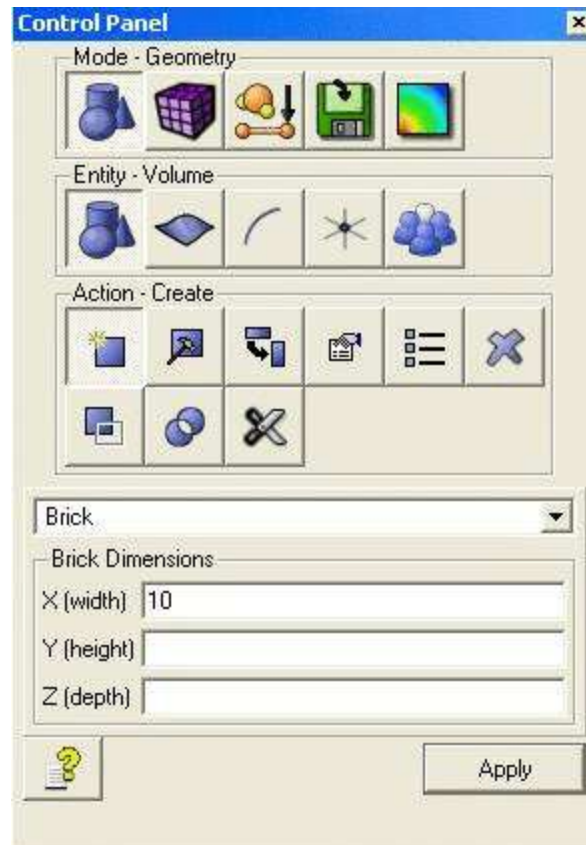 Control Panel
Mode - Geometry
Entity - Volume
Action - Create
Brick
Brick Dimensions
X (width) 10
Y (height)
Z (depth)
Apply